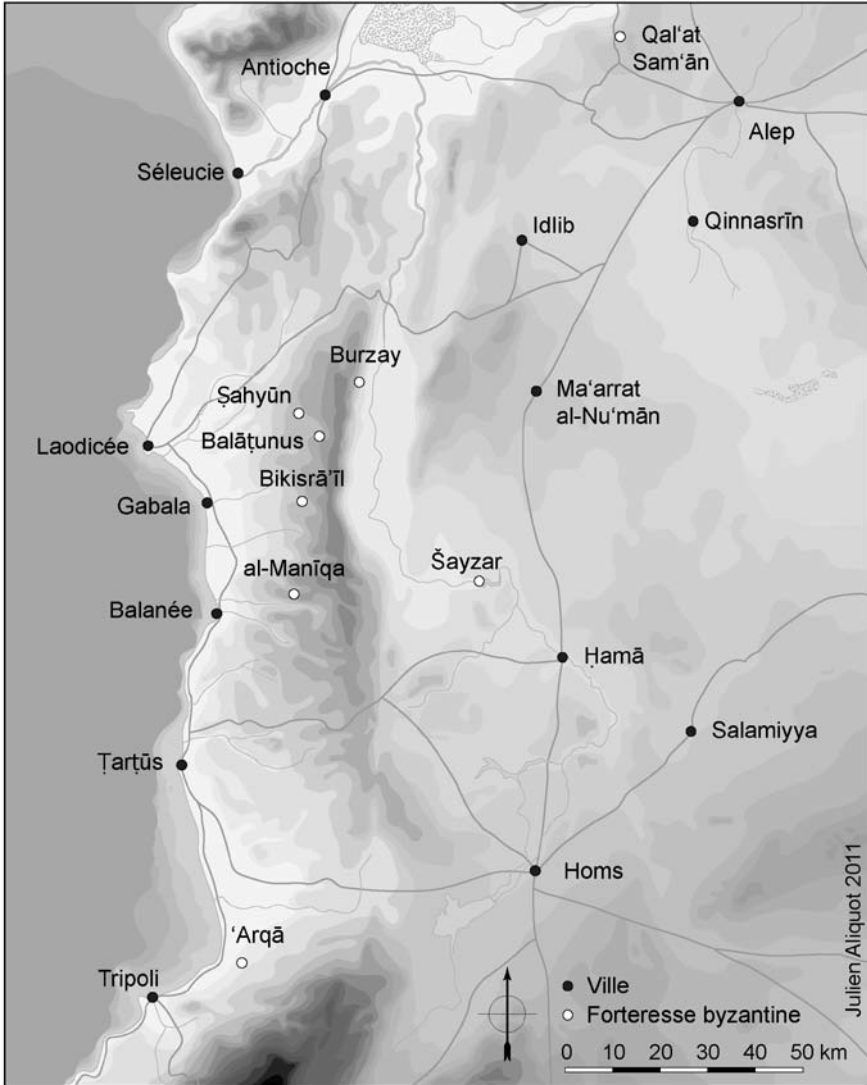 Qal‘at
Sam‘ān
Antioche
Alep
Séleucie
Qinnasrīn
Idlib
Burzay
Ṣahyūn
Ma‘arrat
al-Nu‘mān
Balāṭunus
Laodicée
Bikisrā’īl
Gabala
al-Manīqa
Šayzar
Balanée
Ḥamā
Salamiyya
Ṭarṭūs
Homs
‘Arqā
Tripoli
Ville
Forteresse byzantine
0 10 20 30 40 50 km
Julien Aliquot 2011